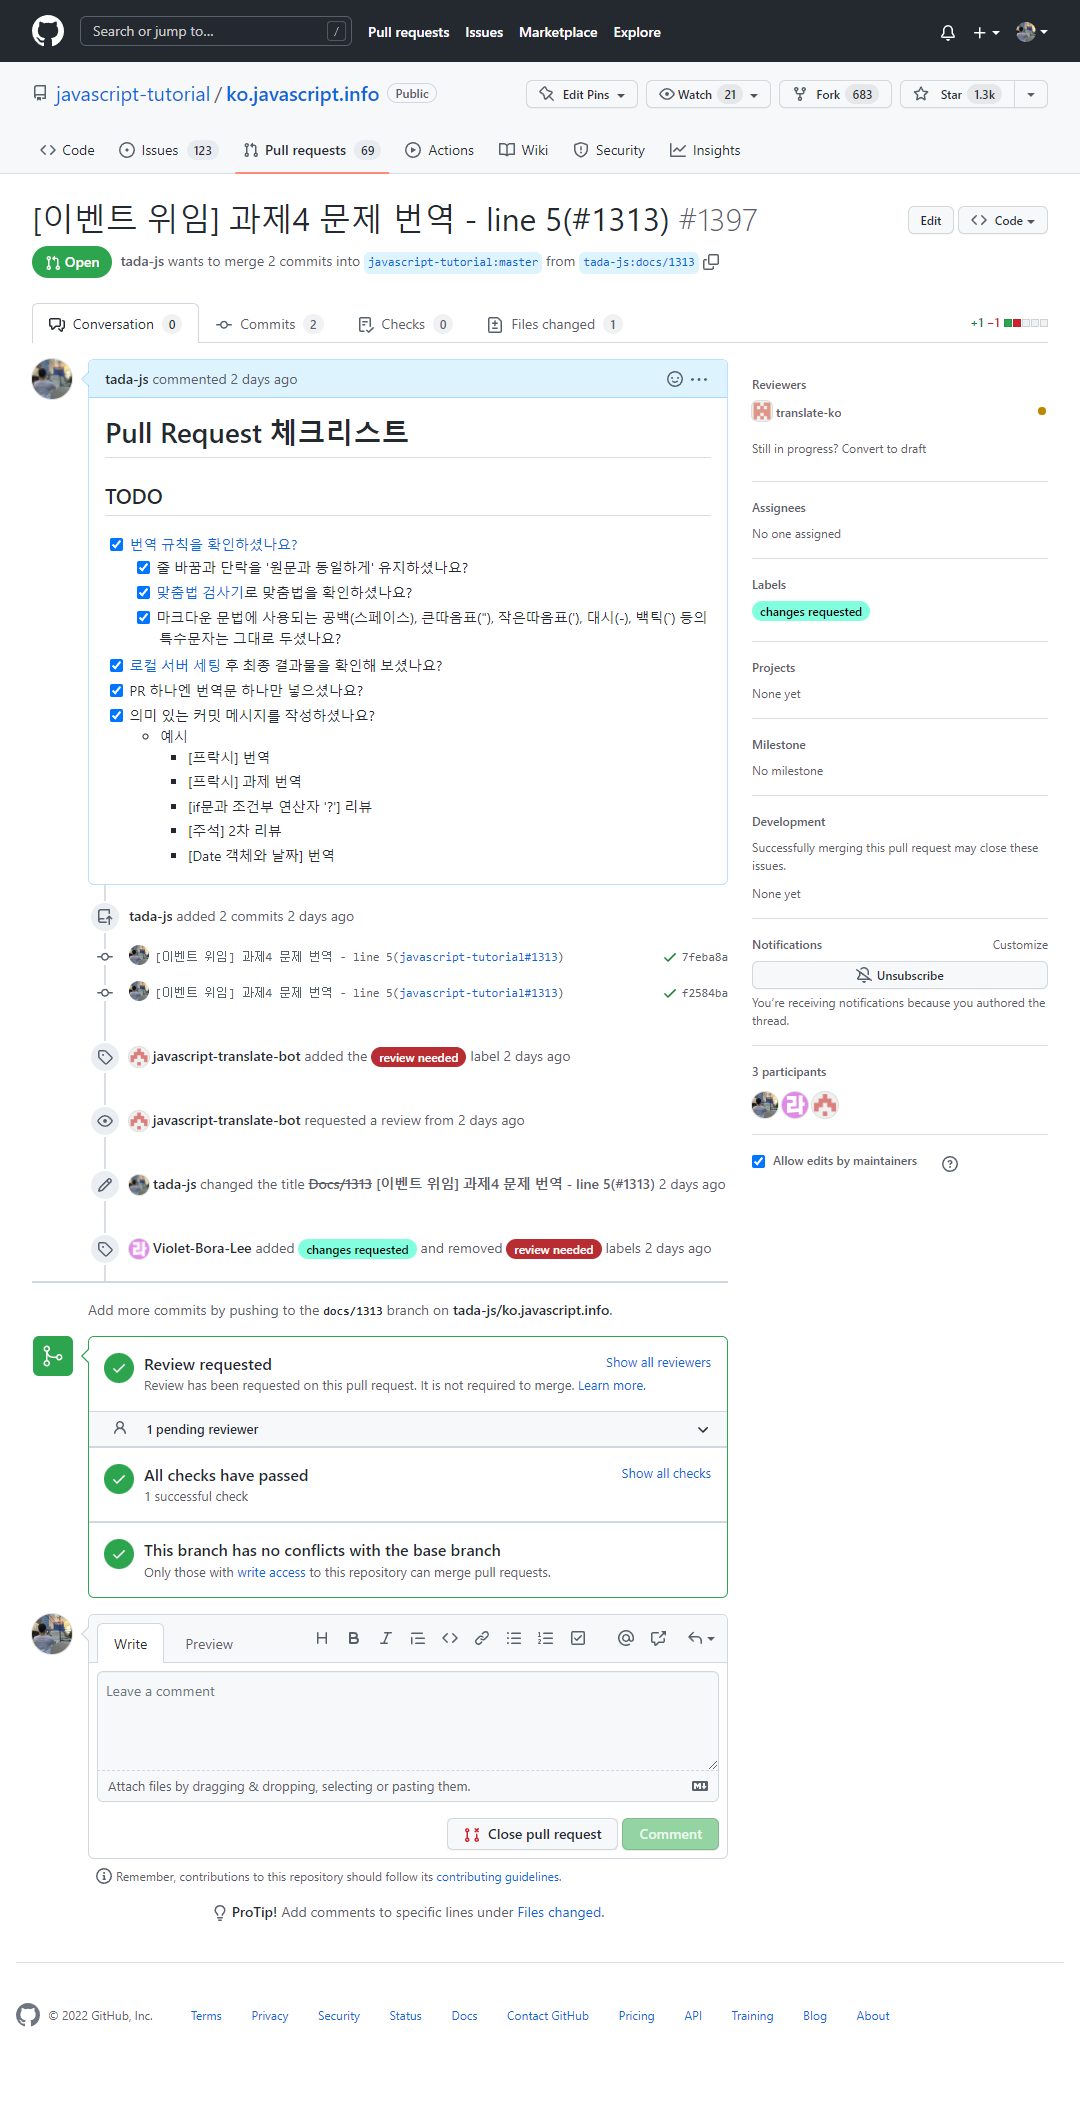 Search or jump to... /
Pull requests Issues Marketplace Explore
javascript-tutorial / ko.javascript.info Public
Edit Pins Watch 21 Fork 683 Star 1.3k
Code Issues 123 Pull requests 69 Actions Wiki Security Insights
[이벤트 위임] 과제4 문제 번역 - line 5(#1313) #1397
Edit <> Code
Open tada-js wants to merge 2 commits into javascript-tutorial:master from tada-js:docs/1313
Conversation 0 Commits 2 Checks 0 Files changed 1 +1 −1
tada-js commented 2 days ago
Pull Request 체크리스트
TODO
번역 규칙을 확인하셨나요?
줄 바꿈과 단락을 '원문과 동일하게' 유지하셨나요?
맞춤법 검사기로 맞춤법을 확인하셨나요?
마크다운 문법에 사용되는 공백(스페이스), 큰따옴표("), 작은따옴표('), 대시(-), 백틱(`) 등의
특수문자는 그대로 두셨나요?
로컬 서버 세팅 후 최종 결과물을 확인해 보셨나요?
PR 하나엔 번역문 하나만 넣으셨나요?
의미 있는 커밋 메시지를 작성하셨나요?
예시
[프락시] 번역
[프락시] 과제 번역
[if문과 조건부 연산자 '?'] 리뷰
[주석] 2차 리뷰
[Date 객체와 날짜] 번역
tada-js added 2 commits 2 days ago
[이벤트 위임] 과제4 문제 번역 - line 5(javascript-tutorial#1313) 7feba8a
[이벤트 위임] 과제4 문제 번역 - line 5(javascript-tutorial#1313) f2584ba
javascript-translate-bot added the review needed label 2 days ago
javascript-translate-bot requested a review from 2 days ago
tada-js changed the title Docs/1313 [이벤트 위임] 과제4 문제 번역 - line 5(#1313) 2 days ago
Violet-Bora-Lee added changes requested and removed review needed labels 2 days ago
Add more commits by pushing to the docs/1313 branch on tada-js/ko.javascript.info.
Review requested Show all reviewers
Review has been requested on this pull request. It is not required to merge. Learn more.
1 pending reviewer
All checks have passed Show all checks
1 successful check
This branch has no conflicts with the base branch
Only those with write access to this repository can merge pull requests.
Write Preview
Leave a comment
Attach files by dragging & dropping, selecting or pasting them.
Close pull request Comment
Remember, contributions to this repository should follow its contributing guidelines.
ProTip! Add comments to specific lines under Files changed.
Reviewers
translate-ko
Still in progress? Convert to draft
Assignees
No one assigned
Labels
changes requested
Projects
None yet
Milestone
No milestone
Development
Successfully merging this pull request may close these
issues.
None yet
Notifications Customize
Unsubscribe
You're receiving notifications because you authored the
thread.
3 participants
라
Allow edits by maintainers
© 2022 GitHub, Inc. Terms Privacy Security Status Docs Contact GitHub Pricing API Training Blog About